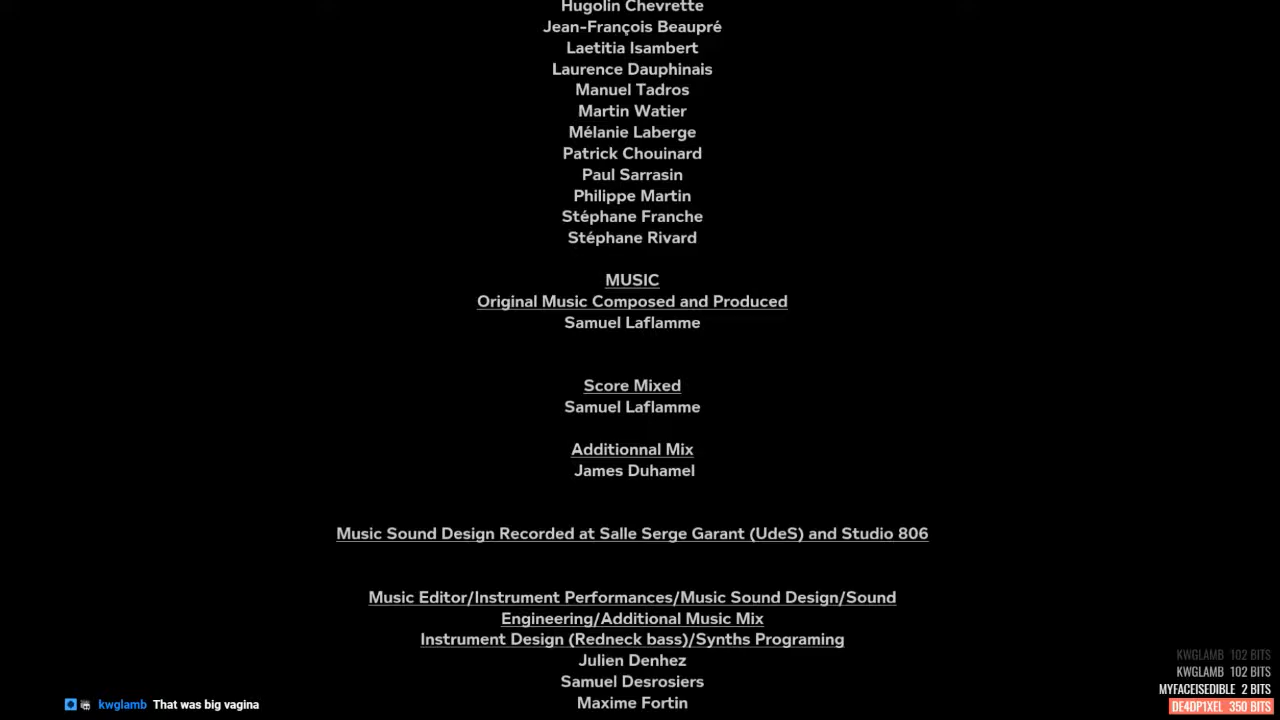 Hugolin Chevrette
Jean-François Beaupré
Laetitia Isambert
Laurence Dauphinais
Manuel Tadros
Martin Watier
Mélanie Laberge
Patrick Chouinard
Paul Sarrasin
Philippe Martin
Stéphane Franche
Stéphane Rivard
MUSIC
Original Music Composed and Produced
Samuel Laflamme
Score Mixed
Samuel Laflamme
Additionnal Mix
James Duhamel
Music Sound Design Recorded at Salle Serge Garant (UdeS) and Studio 806
Music Editor/Instrument Performances/Music Sound Design/Sound
Engineering/Additional Music Mix
Instrument Design (Redneck bass)/Synths Programing
Julien Denhez
Samuel Desrosiers
Maxime Fortin
kwglamb That was big vagina
KWGLAMB 102 BITS
KWGLAMB 102 BITS
MYFACEISEDIBLE 2 BITS
DE4DP1XEL 350 BITS